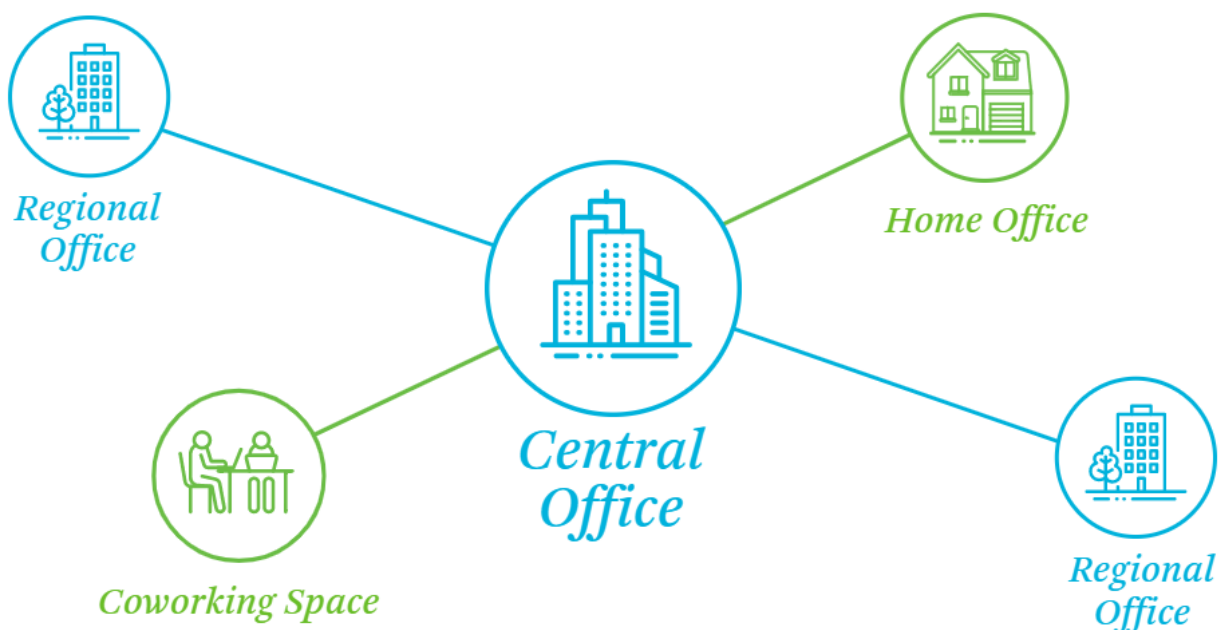 Regional
Office
Home Office
Central
Office
Coworking Space
Regional
Office